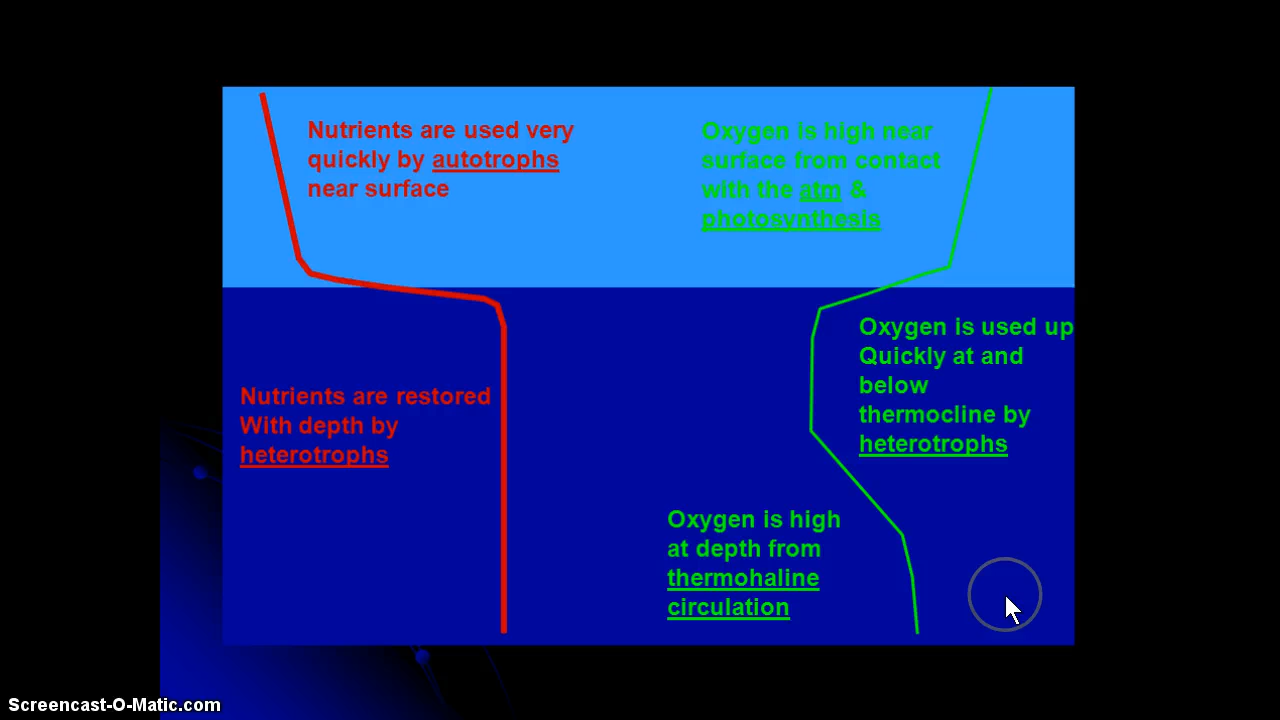 Nutrients are used very
quickly by autotrophs
near surface
Oxygen is high near
surface from contact
with the atm &
photosynthesis
Oxygen is used up
Quickly at and
below
thermocline by
heterotrophs
Nutrients are restored
With depth by
heterotrophs
Oxygen is high
at depth from
thermohaline
circulation
Screencast-O-Matic.com